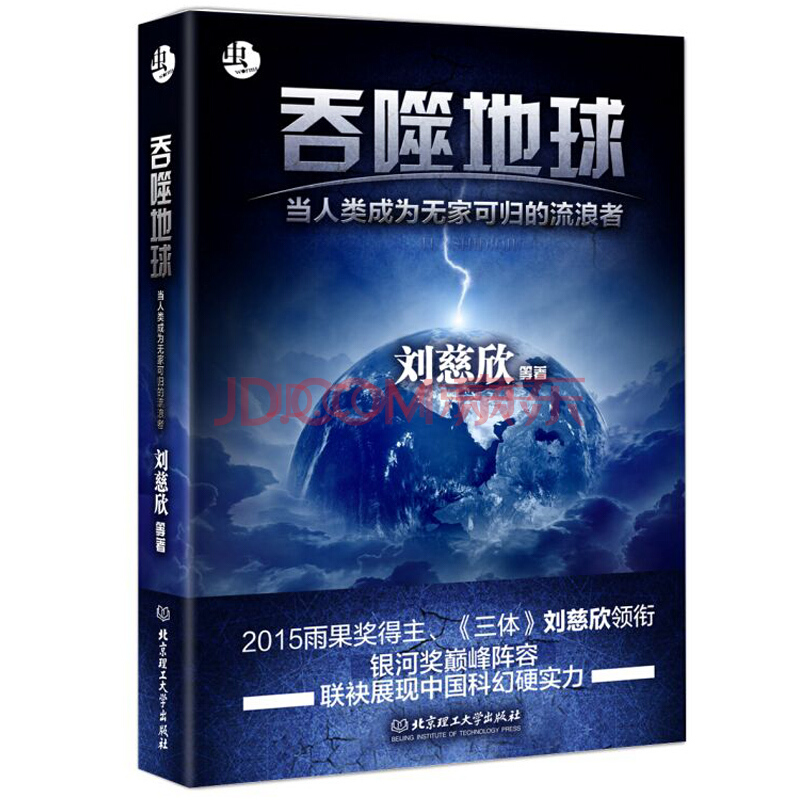 虫
WORMS
吞噬地球
当人类成为无家可归的流浪者
刘慈欣 等著
JD.COM 京东
2015雨果奖得主、《三体》刘慈欣领衔
银河奖巅峰阵容
联袂展现中国科幻硬实力
北京理工大学出版社
BEIJING INSTITUTE OF TECHNOLOGY PRESS
虫
吞噬地球
当人类成为无家可归的流浪者
刘慈欣 等著
北京理工大学出版社